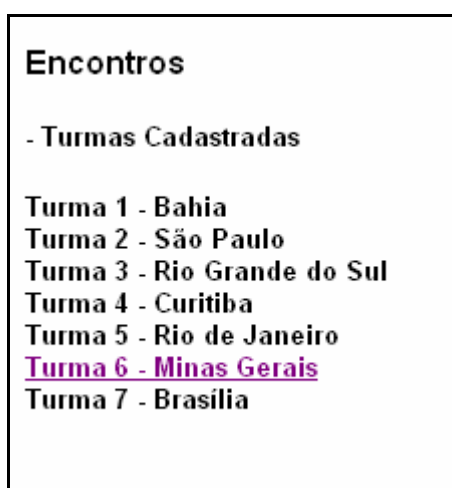 Encontros
- Turmas Cadastradas
Turma 1 - Bahia
Turma 2 - São Paulo
Turma 3 - Rio Grande do Sul
Turma 4 - Curitiba
Turma 5 - Rio de Janeiro
Turma 6 - Minas Gerais
Turma 7 - Brasília